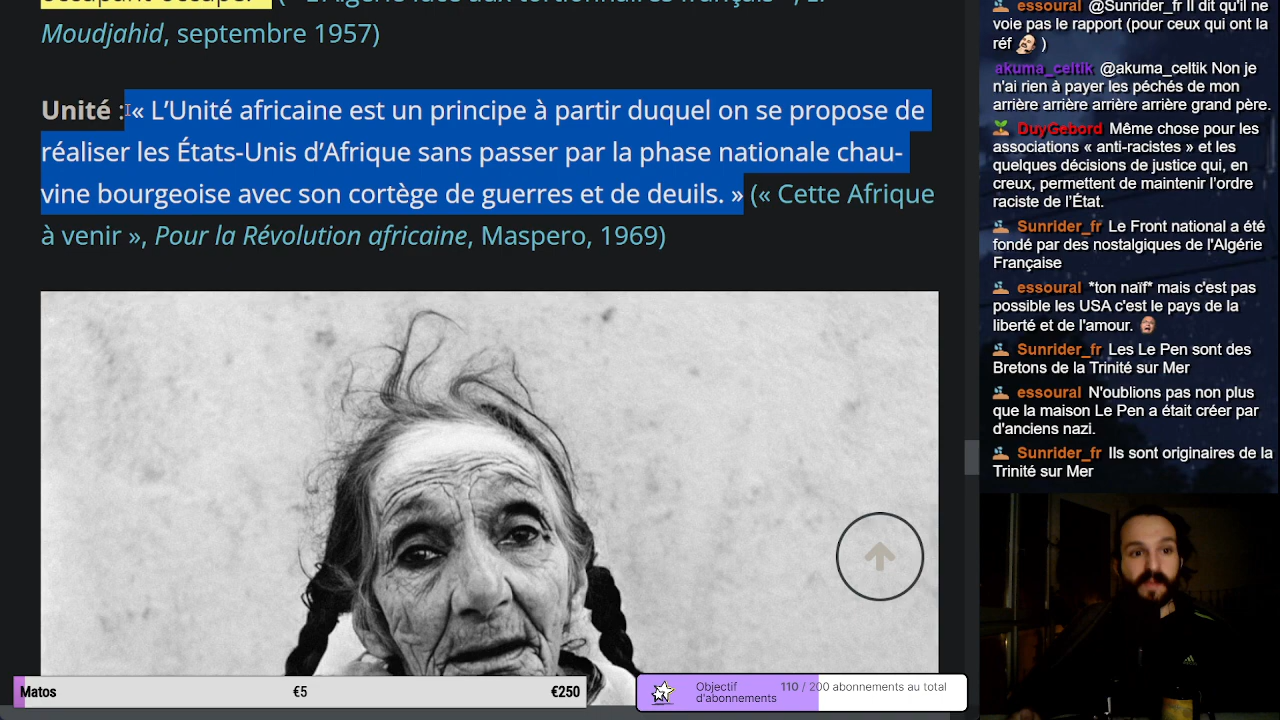 Moudjahid, septembre 1957)
Unité : « L’Unité africaine est un principe à partir duquel on se propose de
réaliser les États-Unis d’Afrique sans passer par la phase nationale chau-
vine bourgeoise avec son cortège de guerres et de deuils. » (« Cette Afrique
à venir », Pour la Révolution africaine, Maspero, 1969)
Matos
€5
€250
Objectif
d'abonnements
110 / 200 abonnements au total
essoural @Sunrider_fr Il dit qu'il ne
voie pas le rapport (pour ceux qui ont la
réf )
akuma_celtik @akuma_celtik Non je
n'ai rien à payer les péchés de mon
arrière arrière arrière arrière grand père.
DuyGebord Même chose pour les
associations « anti-racistes » et les
quelques décisions de justice qui, en
creux, permettent de maintenir l’ordre
raciste de l’État.
Sunrider_fr Le Front national a été
fondé par des nostalgiques de l'Algérie
Française
essoural *ton naïf* mais c'est pas
possible les USA c'est le pays de la
liberté et de l'amour.
Sunrider_fr Les Le Pen sont des
Bretons de la Trinité sur Mer
essoural N'oublions pas non plus
que la maison Le Pen a était créer par
d'anciens nazi.
Sunrider_fr Ils sont originaires de la
Trinité sur Mer